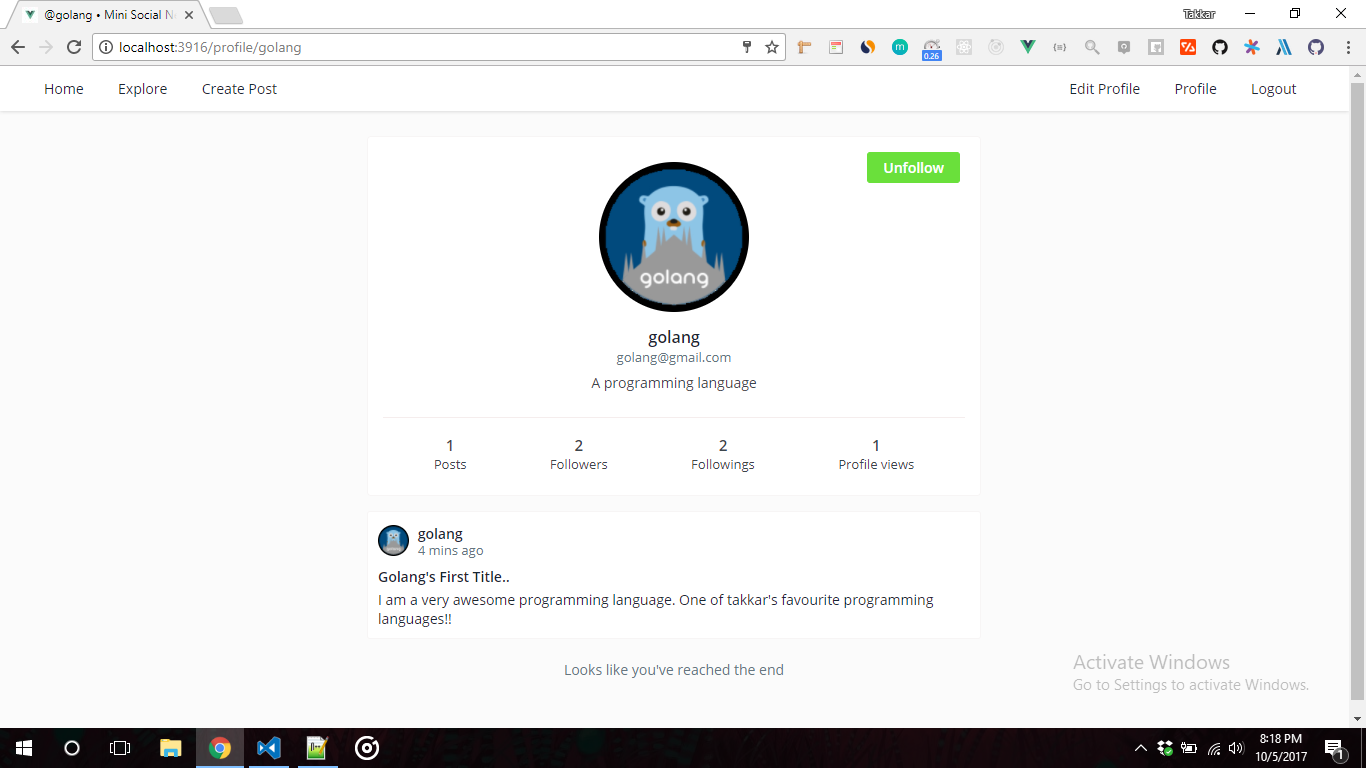 @golang • Mini Social N
Takkar
localhost:3916/profile/golang
0.26
Home Explore Create Post Edit Profile Profile Logout
Unfollow
golang
golang
golang@gmail.com
A programming language
1 2 2 1
Posts Followers Followings Profile views
golang
4 mins ago
Golang's First Title..
I am a very awesome programming language. One of takkar's favourite programming
languages!!
Looks like you've reached the end
Activate Windows
Go to Settings to activate Windows.
8:18 PM
10/5/2017
1